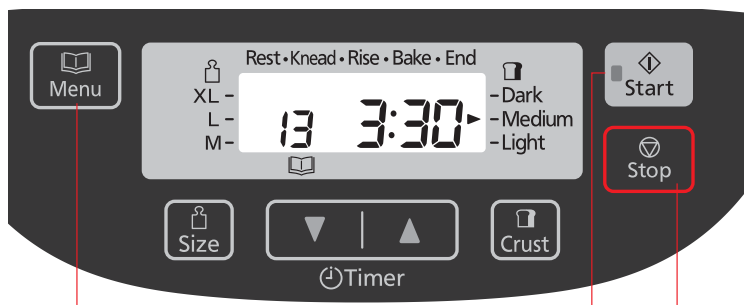 Menu
Rest • Knead • Rise • Bake • End
XL -
L -
M -
13
3:30
- Dark
- Medium
- Light
Start
Stop
Size
Timer
Crust